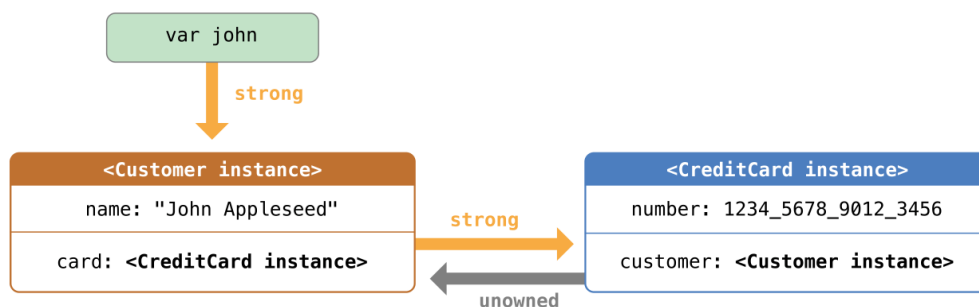 var john
strong
<Customer instance>
name: "John Appleseed"
card: <CreditCard instance>
strong
unowned
<CreditCard instance>
number: 1234_5678_9012_3456
customer: <Customer instance>